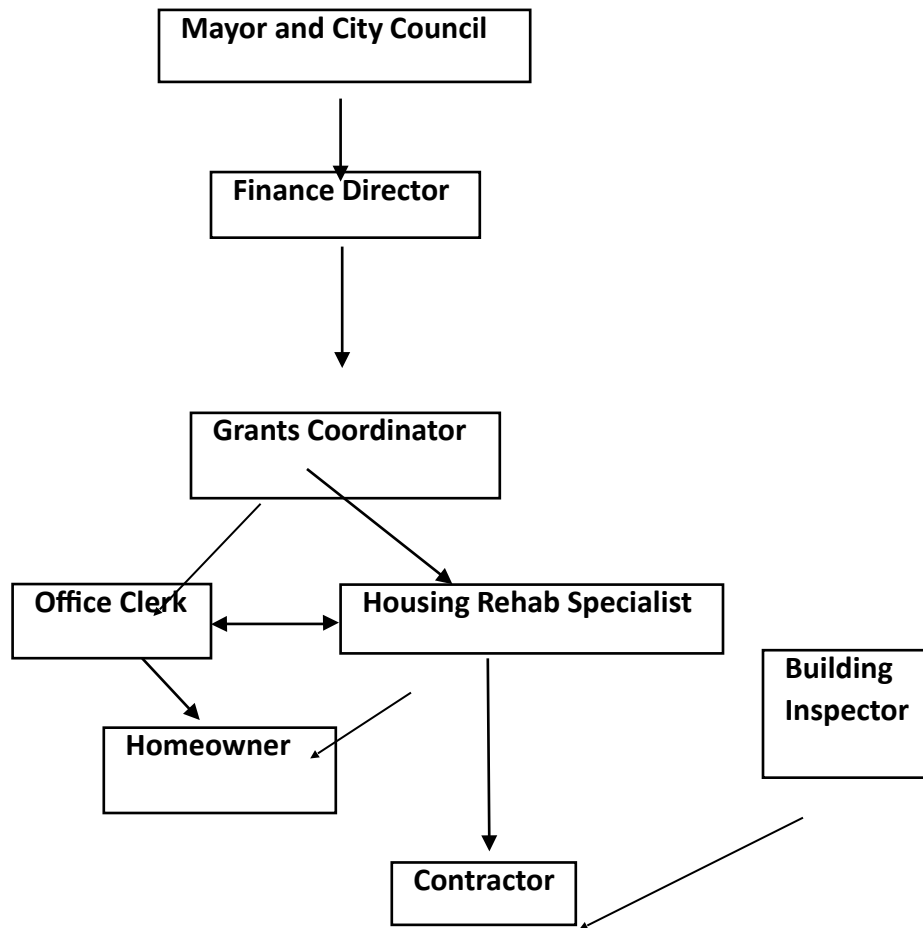 Mayor and City Council
Finance Director
Grants Coordinator
Office Clerk
Housing Rehab Specialist
Building
Inspector
Homeowner
Contractor